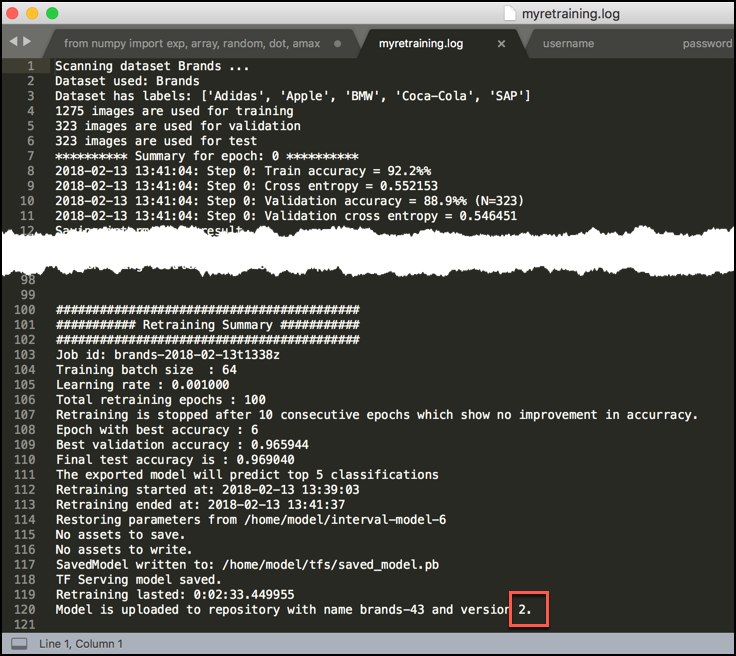 myretraining.log
from numpy import exp, array, random, dot, amax
myretraining.log
username
password
1 Scanning dataset Brands ...
2 Dataset used: Brands
3 Dataset has labels: ['Adidas', 'Apple', 'BMW', 'Coca-Cola', 'SAP']
4 1275 images are used for training
5 323 images are used for validation
6 323 images are used for test
7 ********** Summary for epoch: 0 **********
8 2018-02-13 13:41:04: Step 0: Train accuracy = 92.2%%
9 2018-02-13 13:41:04: Step 0: Cross entropy = 0.552153
10 2018-02-13 13:41:04: Step 0: Validation accuracy = 88.9%% (N=323)
11 2018-02-13 13:41:04: Step 0: Validation cross entropy = 0.546451
12
98
99
100 ##########################################
101 ########### Retraining Summary ###########
102 ##########################################
103 Job id: brands-2018-02-13t1338z
104 Training batch size  : 64
105 Learning rate : 0.001000
106 Total retraining epochs : 100
107 Retraining is stopped after 10 consecutive epochs which show no improvement in accurracy.
108 Epoch with best accuracy : 6
109 Best validation accuracy : 0.965944
110 Final test accuracy is : 0.969040
111 The exported model will predict top 5 classifications
112 Retraining started at: 2018-02-13 13:39:03
113 Retraining ended at: 2018-02-13 13:41:37
114 Restoring parameters from /home/model/interval-model-6
115 No assets to save.
116 No assets to write.
117 SavedModel written to: /home/model/tfs/saved_model.pb
118 TF Serving model saved.
119 Retraining lasted: 0:02:33.449955
120 Model is uploaded to repository with name brands-43 and version 2.
121
Line 1, Column 1